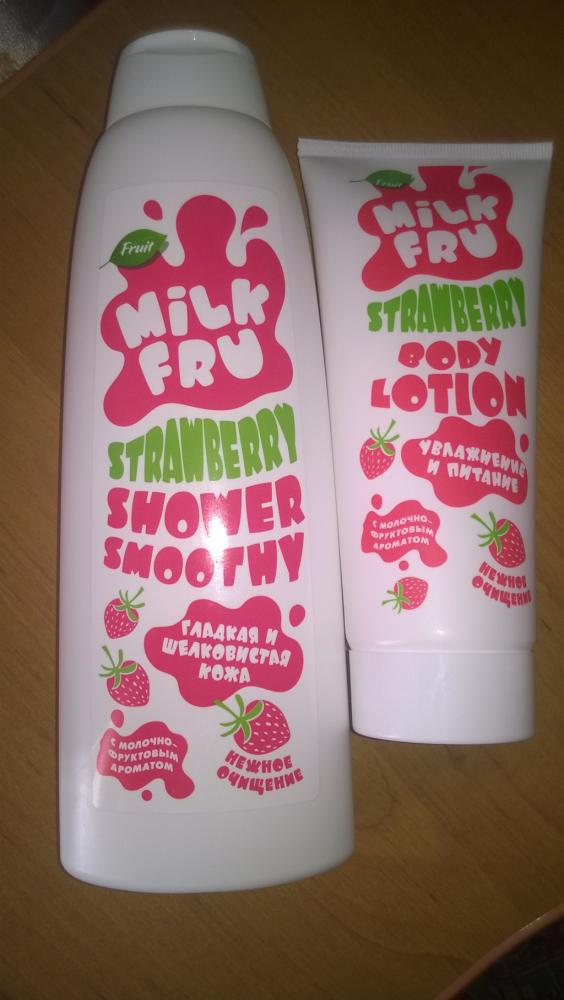 Fruit
MiLK
FRU
STRAWBERRY
SHOWER
SMOOTHY
ГЛАДКАЯ И
ШЕЛКОВИСТАЯ
КОЖА
С МОЛОЧНО-
ФРУКТОВЫМ
АРОМАТОМ
НЕЖНОЕ
ОЧИЩЕНИЕ
Fruit
MiLK
FRU
STRAWBERRY
BODY
LOTION
УВЛАЖНЕНИЕ
И ПИТАНИЕ
С МОЛОЧНО-
ФРУКТОВЫМ
АРОМАТОМ
НЕЖНОЕ
ОЧИЩЕНИЕ